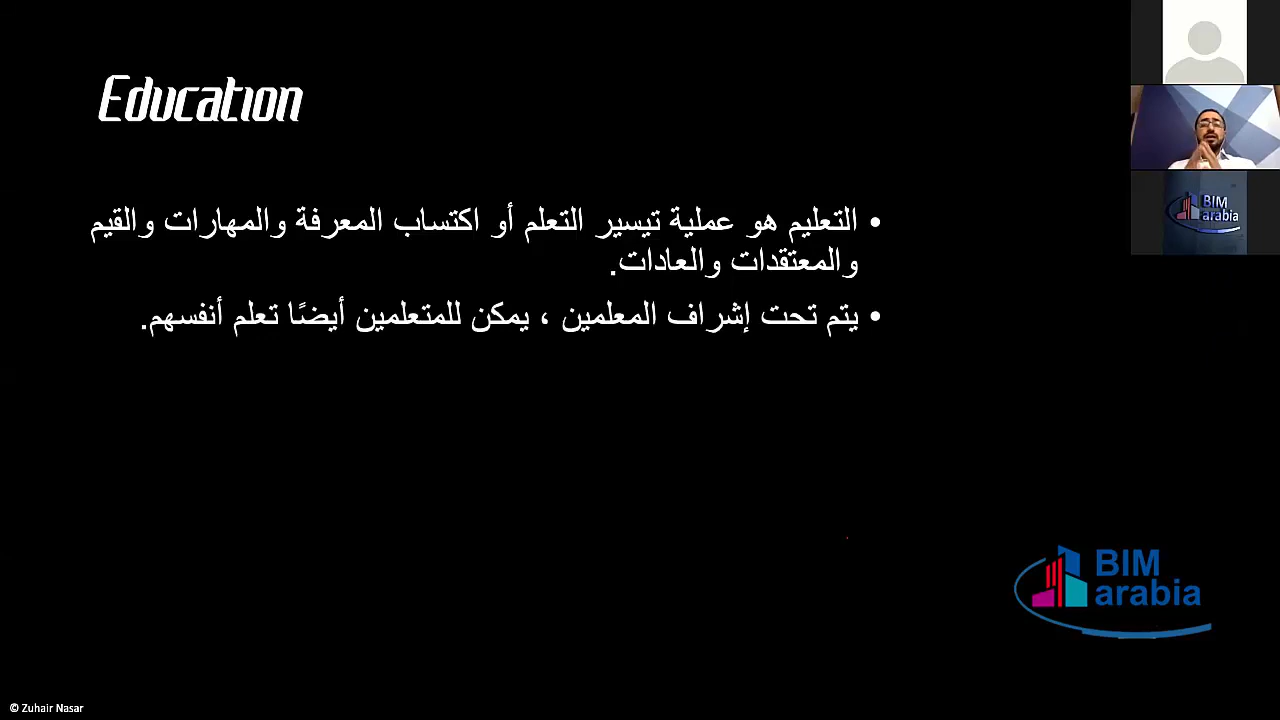 Education
• التعليم هو عملية تيسير التعلم أو اكتساب المعرفة والمهارات والقيم
والمعتقدات والعادات.
• يتم تحت إشراف المعلمين ، يمكن للمتعلمين أيضًا تعلم أنفسهم.
BIM
arabia
BIM
arabia
© Zuhair Nasar